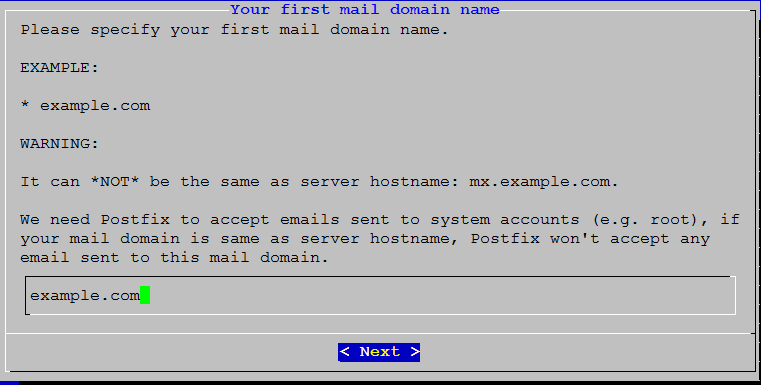 Your first mail domain name
Please specify your first mail domain name.
EXAMPLE:
* example.com
WARNING:
It can *NOT* be the same as server hostname: mx.example.com.
We need Postfix to accept emails sent to system accounts (e.g. root), if
your mail domain is same as server hostname, Postfix won't accept any
email sent to this mail domain.
example.com
< Next >